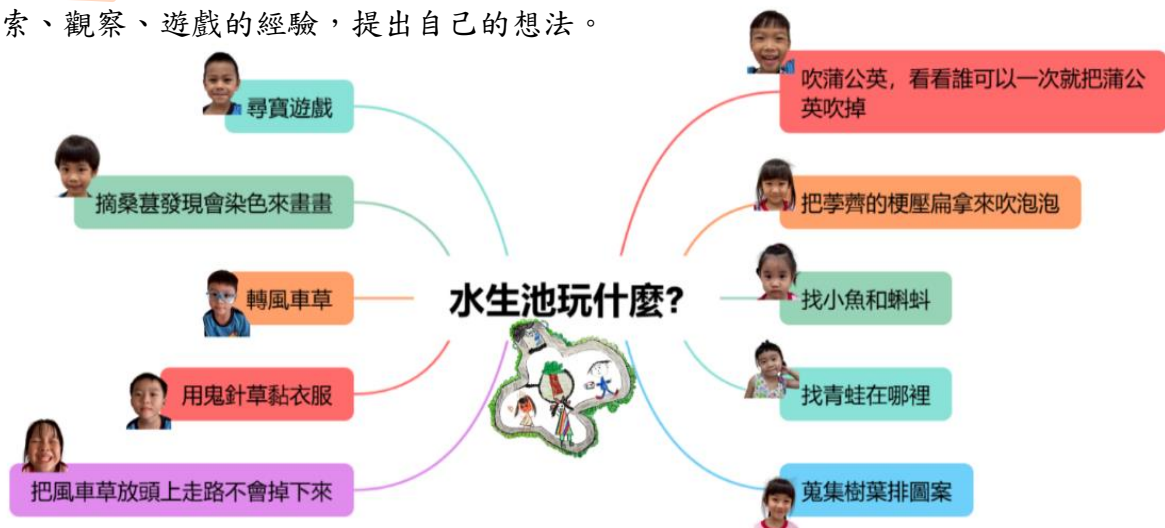 索、觀察、遊戲的經驗，提出自己的想法。
水生池玩什麼?
尋寶遊戲
摘桑葚發現會染色來畫畫
轉風車草
用鬼針草黏衣服
把風車草放頭上走路不會掉下來
吹蒲公英，看看誰可以一次就把蒲公
英吹掉
把荸薺的梗壓扁拿來吹泡泡
找小魚和蝌蚪
找青蛙在哪裡
蒐集樹葉排圖案